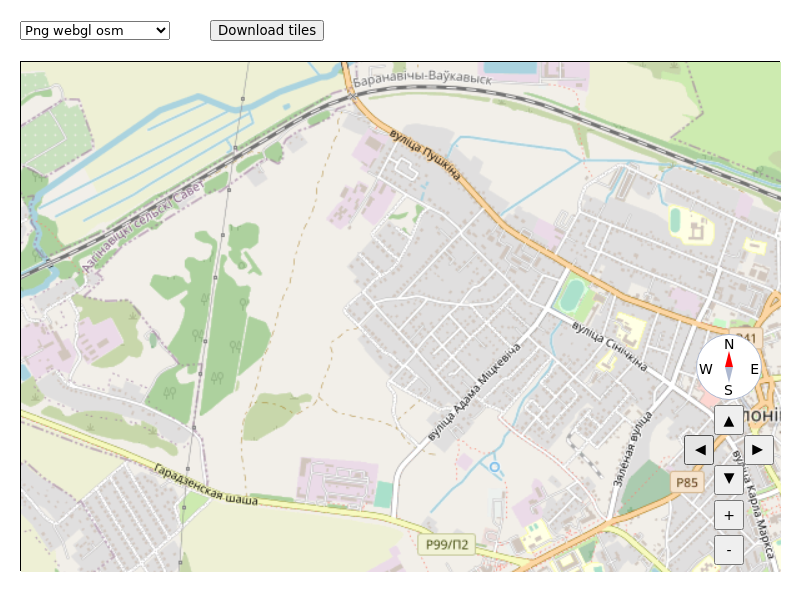 Png webgl osm
Download tiles
Баранавічы-Ваўкавыск
вуліца Пушкіна
Азгінавіцкі сельскі Савет
вуліца Сінічкіна
вуліца Адама Міцкевіча
Р41
N
W
E
S
▲
◀
▶
▼
+
-
Зялёная вуліца
Р85
вуліца Карла Маркса
Гарадзенская шаша
Р99/П2